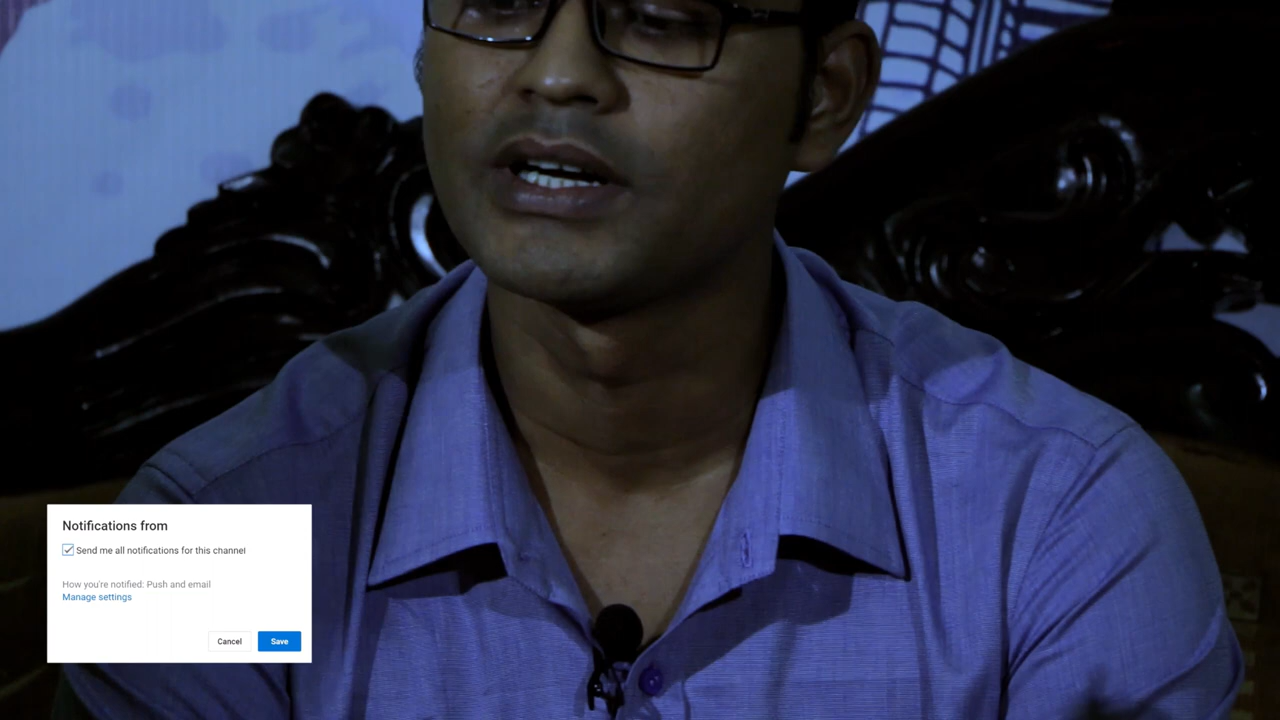 Notifications from
Send me all notifications for this channel
How you're notified: Push and email
Manage settings
Cancel
Save